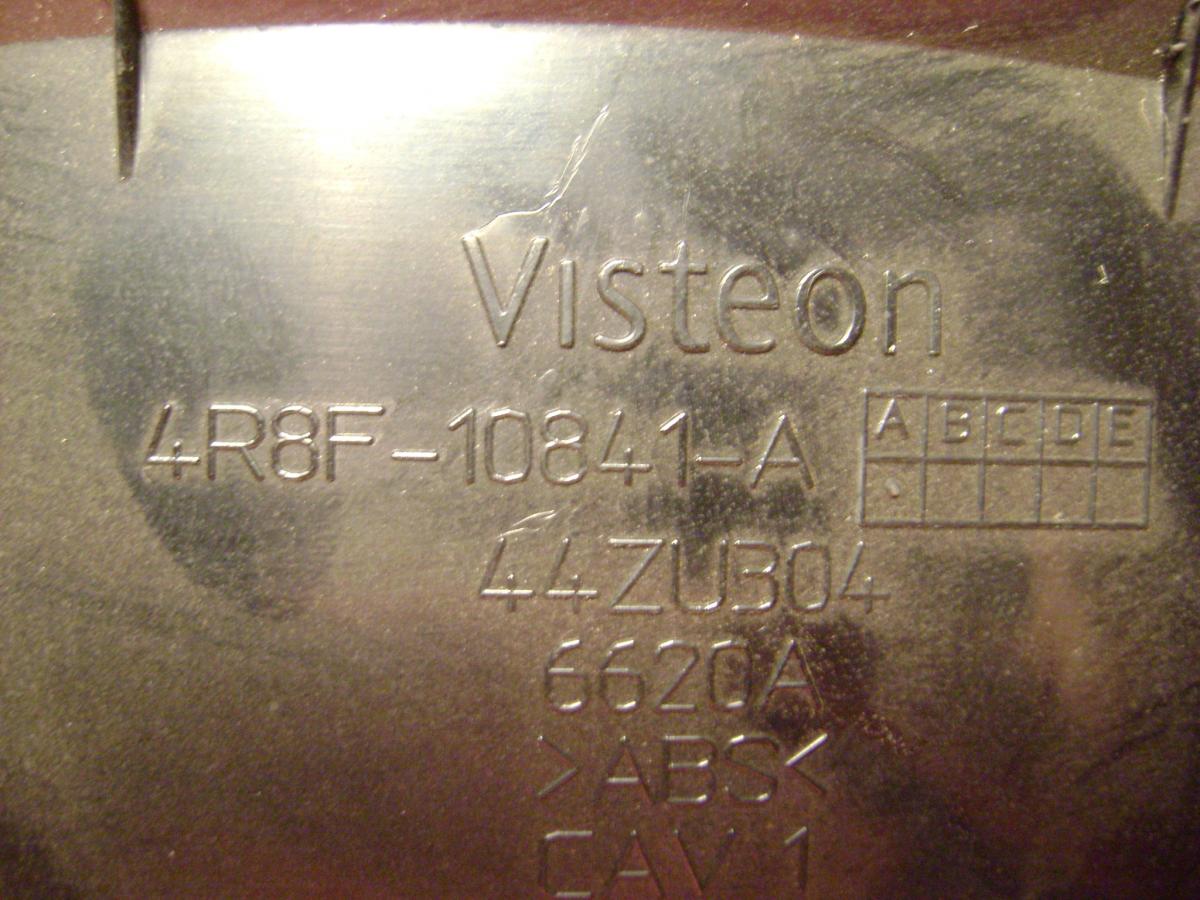 Visteon
4R8F-10841-A
A B C D E
44ZU304
6620A
>ABS<
CAV 1